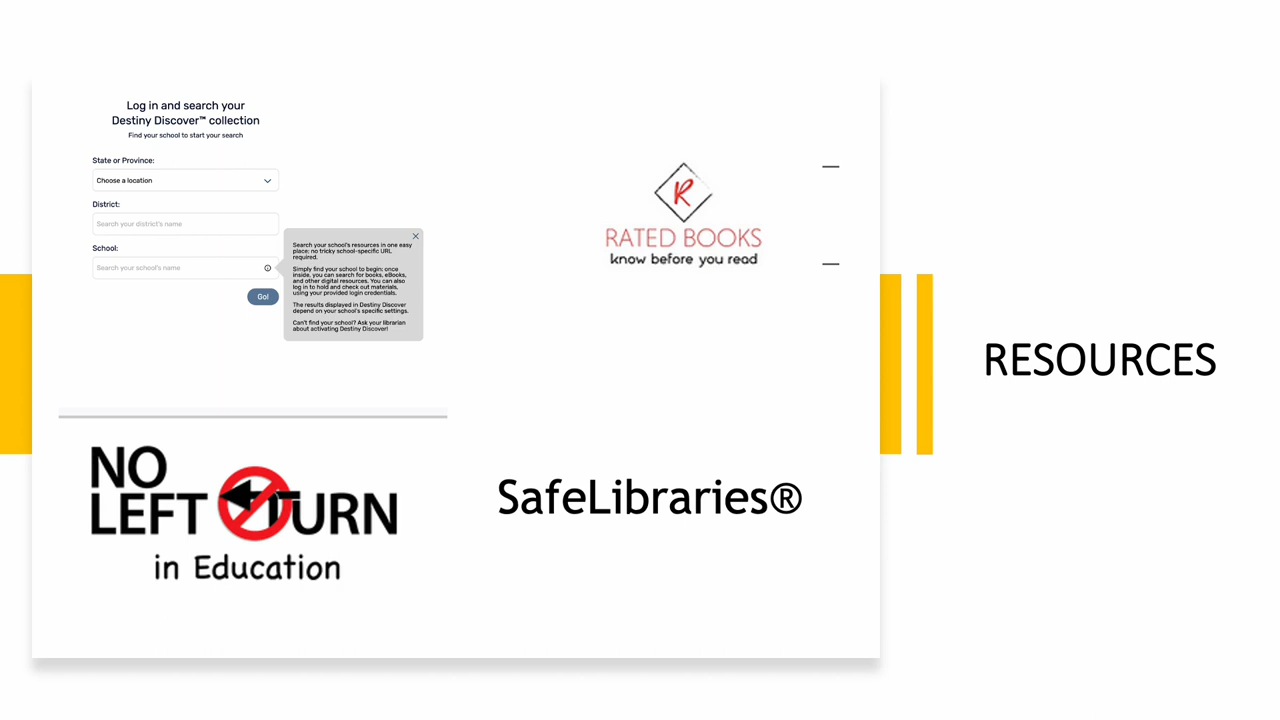 Log in and search your
Destiny Discover™ collection
Find your school to start your search
State or Province:
Choose a location
District:
Search your district's name
School:
Search your school's name
Go!
Search your school's resources in one easy
place; no tricky school-specific URL
required.
Simply find your school to begin; once
inside, you can search for books, eBooks,
and other digital resources. You can also
log in to hold and check out materials,
using your provided login credentials.
The results displayed in Destiny Discover
depend on your school's specific settings.
Can't find your school? Ask your librarian
about activating Destiny Discover!
R
RATED BOOKS
know before you read
NO
LEFT TURN
in Education
SafeLibraries®
RESOURCES